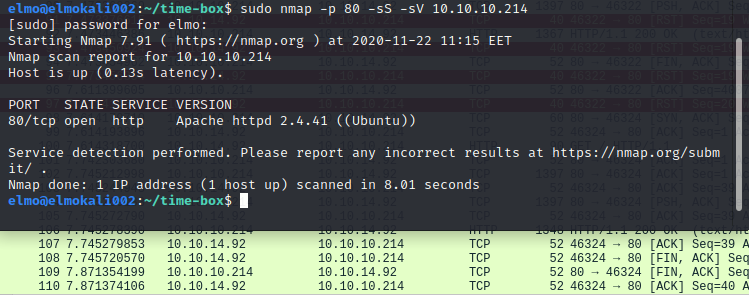 elmo@elmokali002:~/time-box$ sudo nmap -p 80 -sS -sV 10.10.10.214
[sudo] password for elmo:
Starting Nmap 7.91 ( https://nmap.org ) at 2020-11-22 11:15 EET
Nmap scan report for 10.10.10.214
Host is up (0.13s latency).
PORT STATE SERVICE VERSION
80/tcp open http Apache httpd 2.4.41 ((Ubuntu))
Service detection performed. Please report any incorrect results at https://nmap.org/subm
it/ .
Nmap done: 1 IP address (1 host up) scanned in 8.01 seconds
elmo@elmokali002:~/time-box$
107 7.745279853 10.10.14.92 10.10.10.214 TCP 52 46324 → 80 [ACK] Seq=39 A
108 7.745720570 10.10.14.92 10.10.10.214 TCP 52 46324 → 80 [FIN, ACK] Seq
109 9.871354199 10.10.10.214 10.10.14.92 TCP 52 80 → 46324 [FIN, ACK] Seq
110 9.871374106 10.10.14.92 10.10.10.214 TCP 52 46324 → 80 [ACK] Seq=40 A